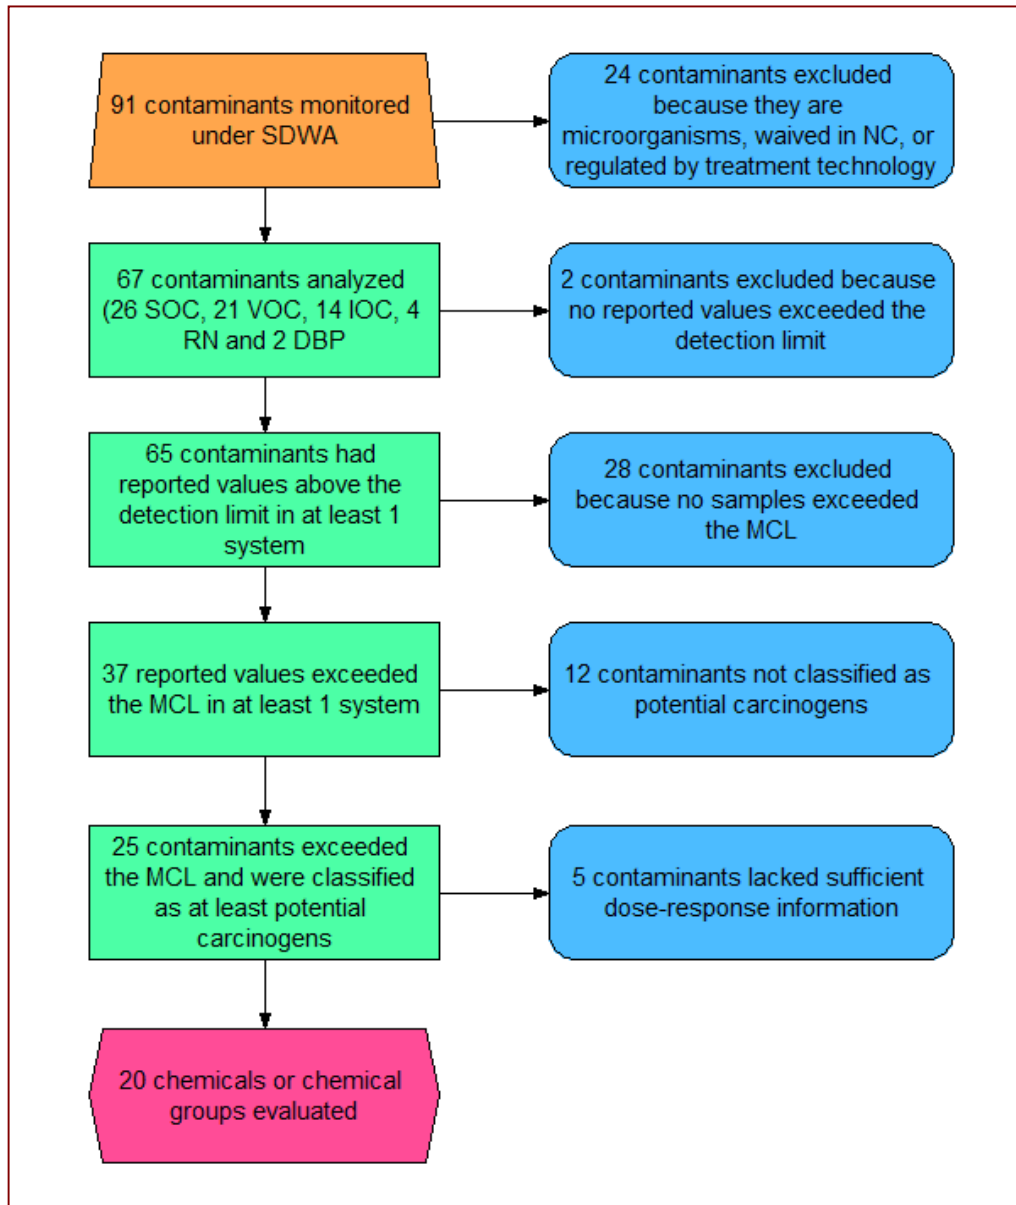 91 contaminants monitored
under SDWA
24 contaminants excluded
because they are
microorganisms, waived in NC, or
regulated by treatment technology
67 contaminants analyzed
(26 SOC, 21 VOC, 14 IOC, 4
RN and 2 DBP
2 contaminants excluded because
no reported values exceeded the
detection limit
65 contaminants had
reported values above the
detection limit in at least 1
system
28 contaminants excluded
because no samples exceeded
the MCL
37 reported values exceeded
the MCL in at least 1 system
12 contaminants not classified as
potential carcinogens
25 contaminants exceeded
the MCL and were classified
as at least potential
carcinogens
5 contaminants lacked sufficient
dose-response information
20 chemicals or chemical
groups evaluated